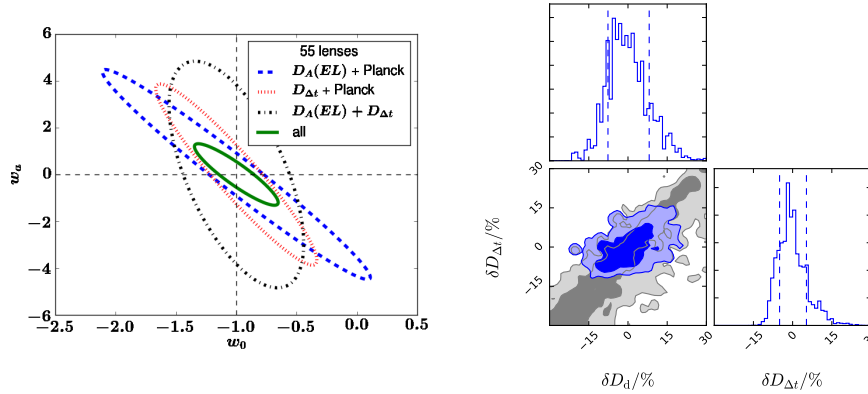 55 lenses
D_A(EL) + Planck
D_Δt + Planck
D_A(EL) + D_Δt
all
6
4
2
0
−2
−4
−6
w_a
−2.5 −2.0 −1.5 −1.0 −0.5 0.0 0.5
w_0
30
15
0
−15
δD_Δt/%
−15 0 15 30
δD_d/%
−15 0 15 30
δD_Δt/%